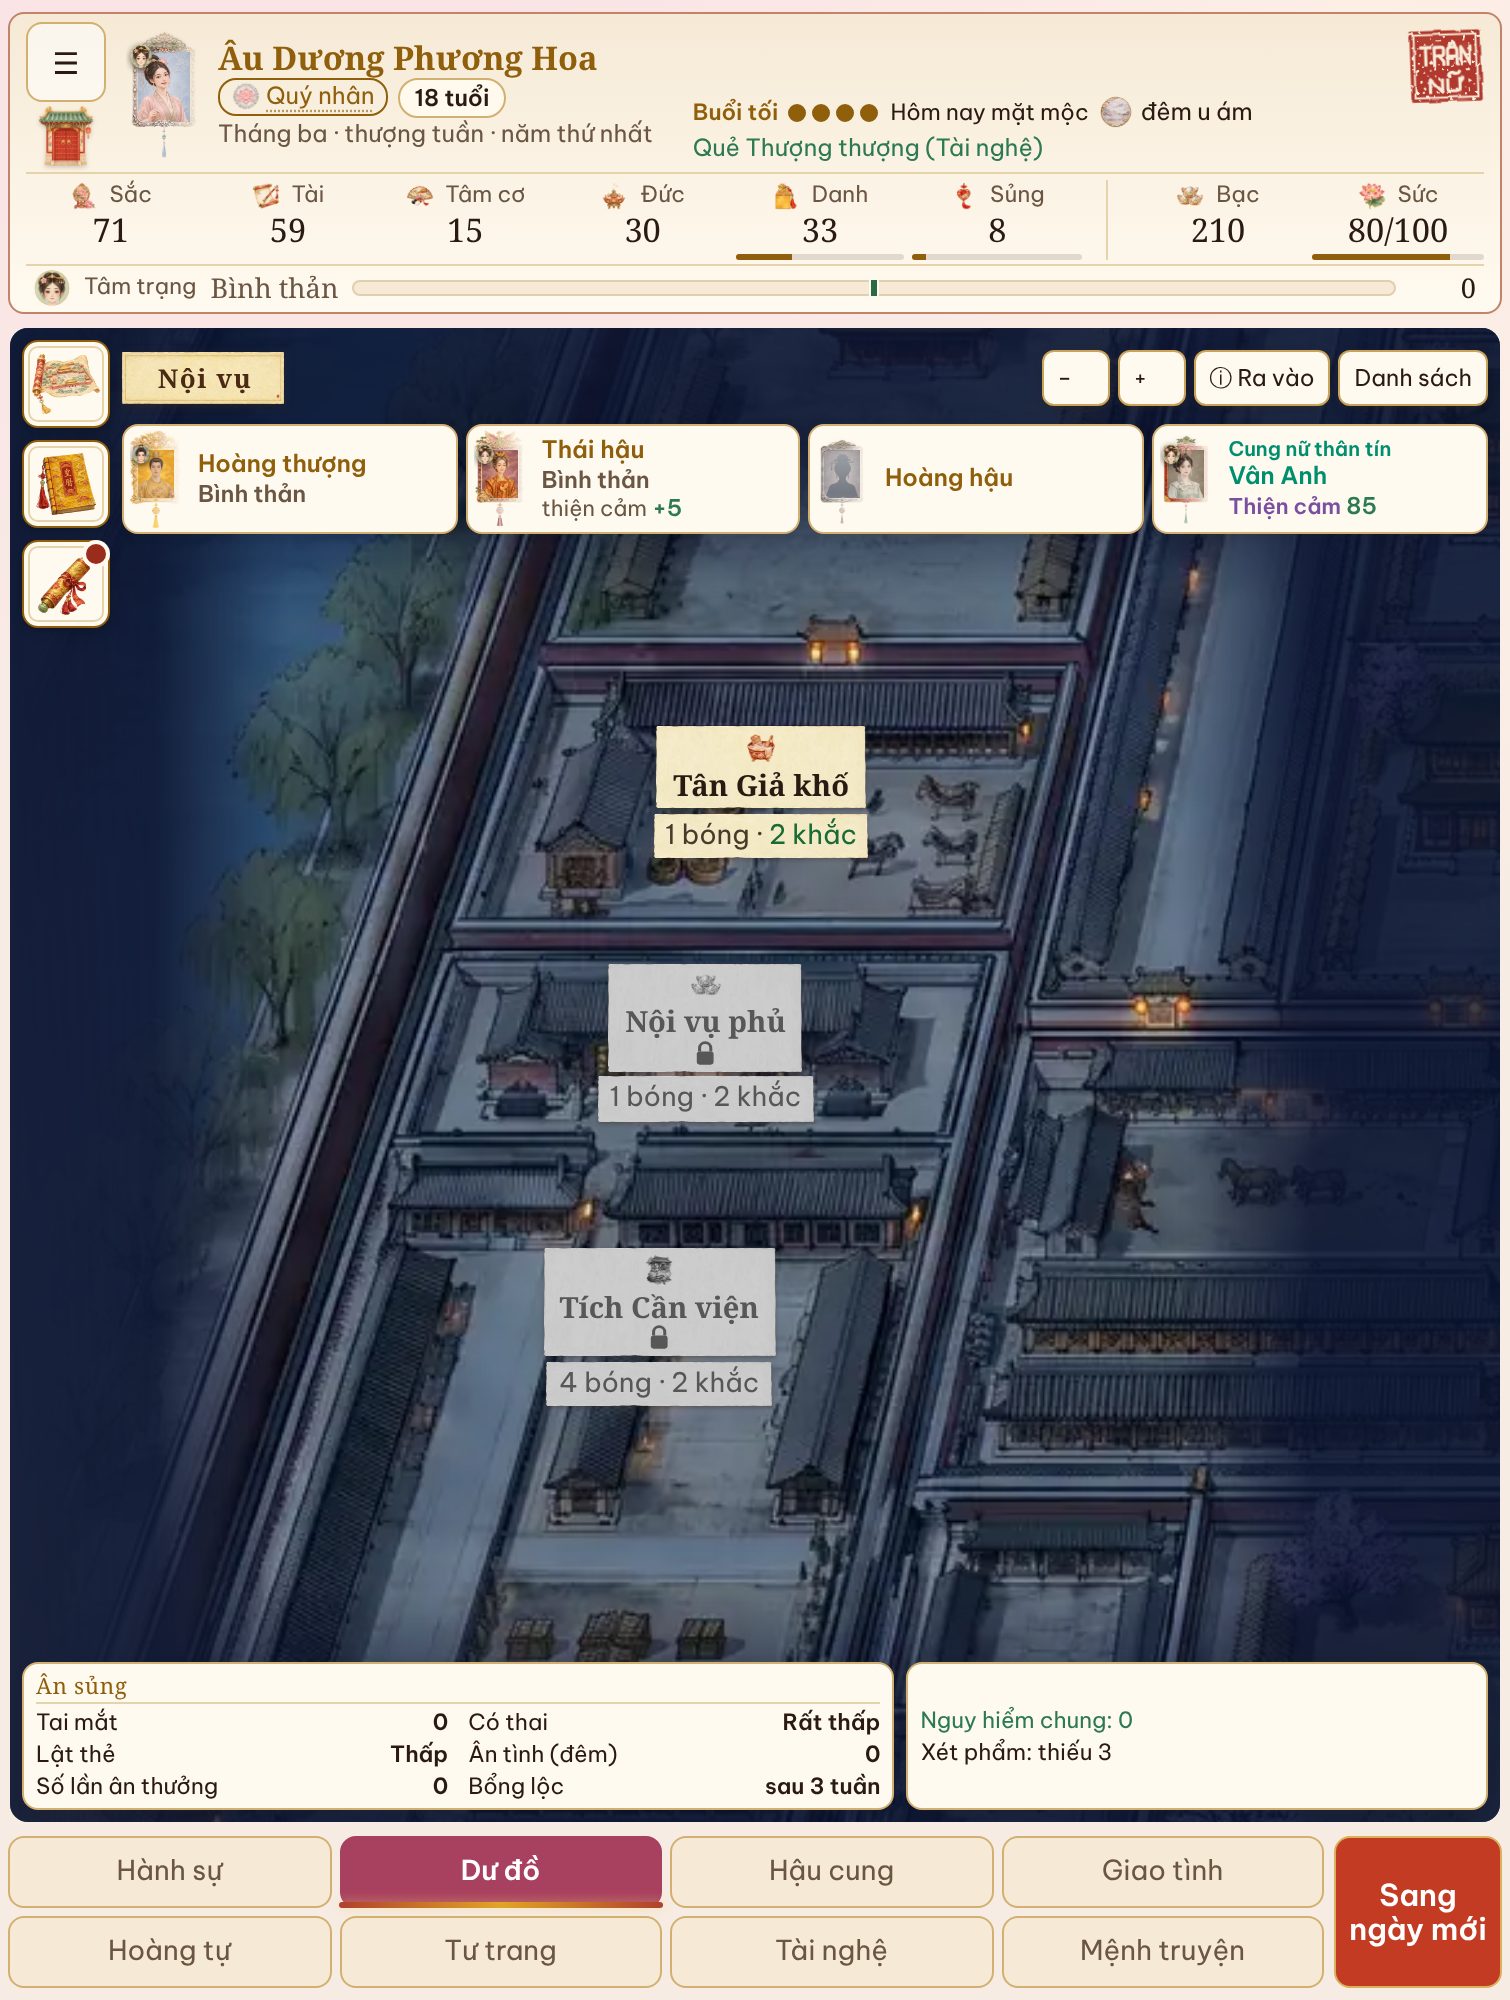 ☰
Âu Dương Phương Hoa
Quý nhân
18 tuổi
Tháng ba · thượng tuần · năm thứ nhất
Buổi tối
Hôm nay mặt mộc
đêm u ám
Quẻ Thượng thượng (Tài nghệ)
TRẦN NỮ
Sắc
71
Tài
59
Tâm cơ
15
Đức
30
Danh
33
Sủng
8
Bạc
210
Sức
80/100
Tâm trạng
Bình thản
0
Nội vụ
−
+
ⓘ Ra vào
Danh sách
Hoàng thượng
Bình thản
Thái hậu
Bình thản
thiện cảm +5
Hoàng hậu
Cung nữ thân tín
Vân Anh
Thiện cảm 85
Tân Giả khố
1 bóng · 2 khắc
Nội vụ phủ
1 bóng · 2 khắc
Tích Cần viện
4 bóng · 2 khắc
Ân sủng
Tai mắt 0
Có thai Rất thấp
Lật thẻ Thấp
Ân tình (đêm) 0
Số lần ân thưởng 0
Bổng lộc sau 3 tuần
Nguy hiểm chung: 0
Xét phẩm: thiếu 3
Hành sự
Dư đồ
Hậu cung
Giao tình
Hoàng tự
Tư trang
Tài nghệ
Mệnh truyện
Sang
ngày mới